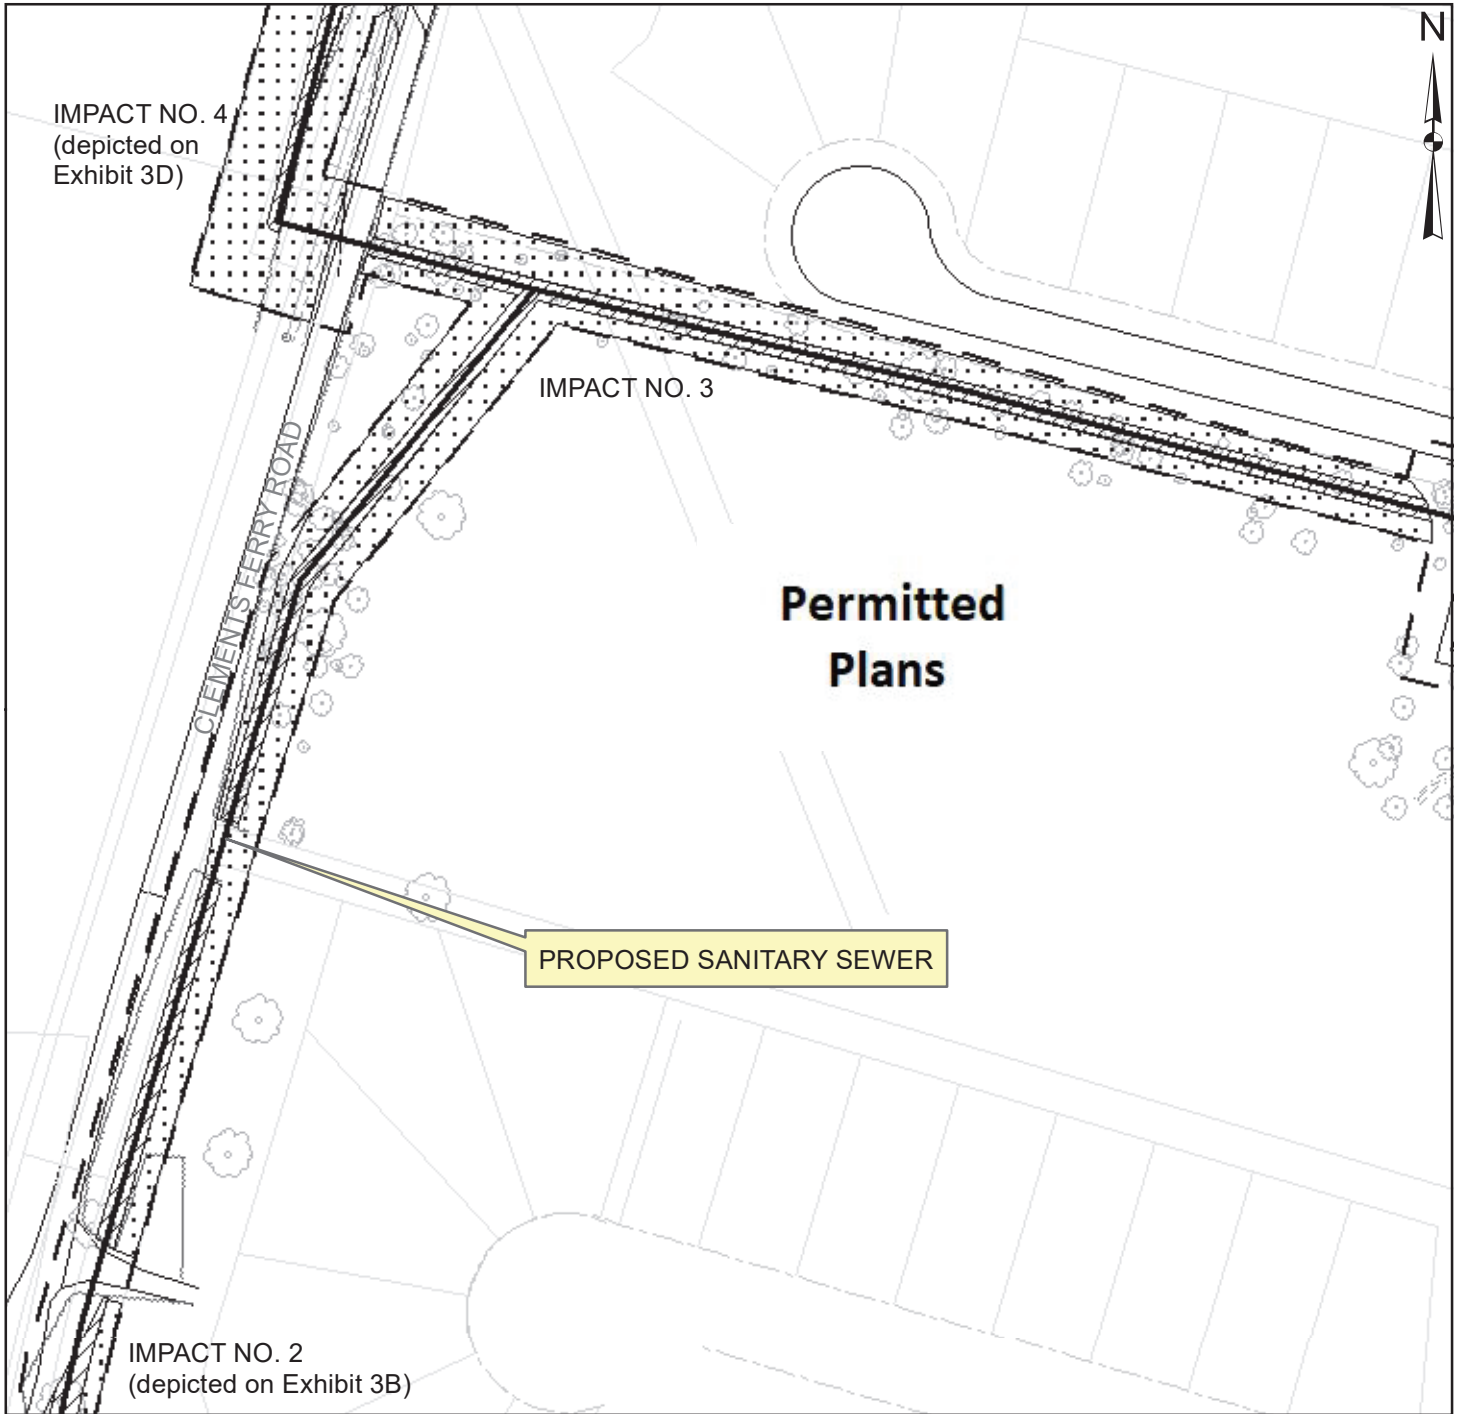 N
IMPACT NO. 4
(depicted on
Exhibit 3D)
IMPACT NO. 3
CLEMENTS FERRY ROAD
Permitted
Plans
PROPOSED SANITARY SEWER
IMPACT NO. 2
(depicted on Exhibit 3B)